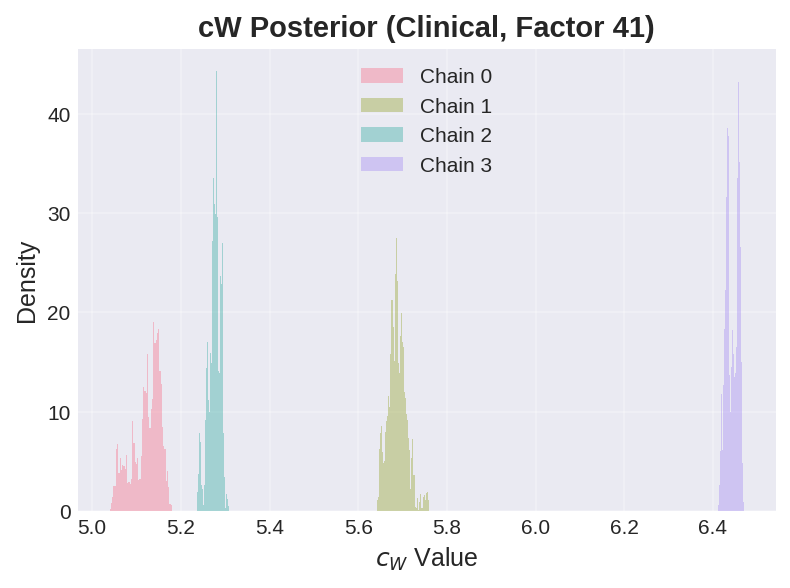 cW Posterior (Clinical, Factor 41)
Chain 0
Chain 1
Chain 2
Chain 3
Density
40
30
20
10
0
5.0 5.2 5.4 5.6 5.8 6.0 6.2 6.4
c_W Value